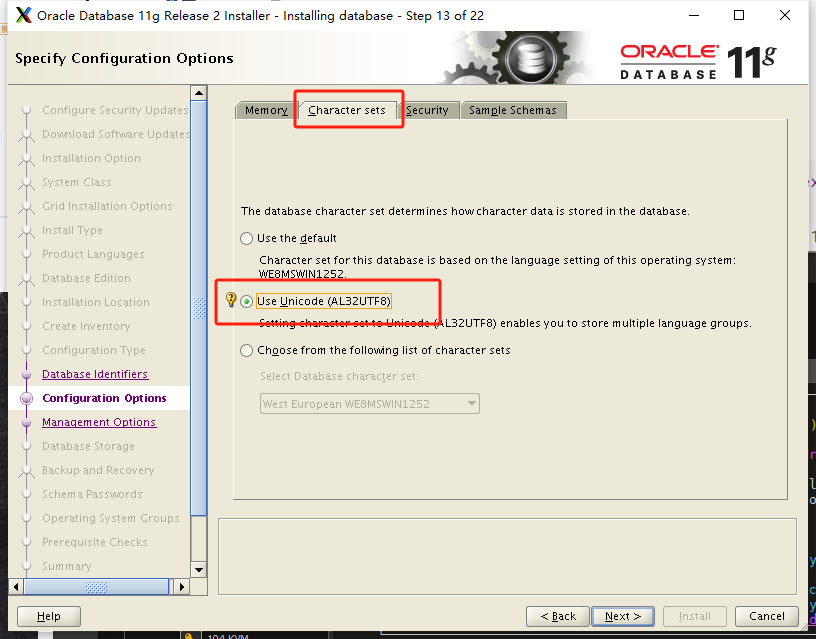 Oracle Database 11g Release 2 Installer - Installing database - Step 13 of 22
Specify Configuration Options
ORACLE
DATABASE 11g
Configure Security Updates
Download Software Updates
Installation Option
System Class
Grid Installation Options
Install Type
Product Languages
Database Edition
Installation Location
Create Inventory
Configuration Type
Database Identifiers
Configuration Options
Management Options
Database Storage
Backup and Recovery
Schema Passwords
Operating System Groups
Prerequisite Checks
Summary
Memory Character sets Security Sample Schemas
The database character set determines how character data is stored in the database.
Use the default
Character set for this database is based on the language setting of this operating system:
WE8MSWIN1252.
Use Unicode (AL32UTF8)
Setting character set to Unicode (AL32UTF8) enables you to store multiple language groups.
Choose from the following list of character sets
Select Database character set:
West European WE8MSWIN1252
Help < Back Next > Install Cancel